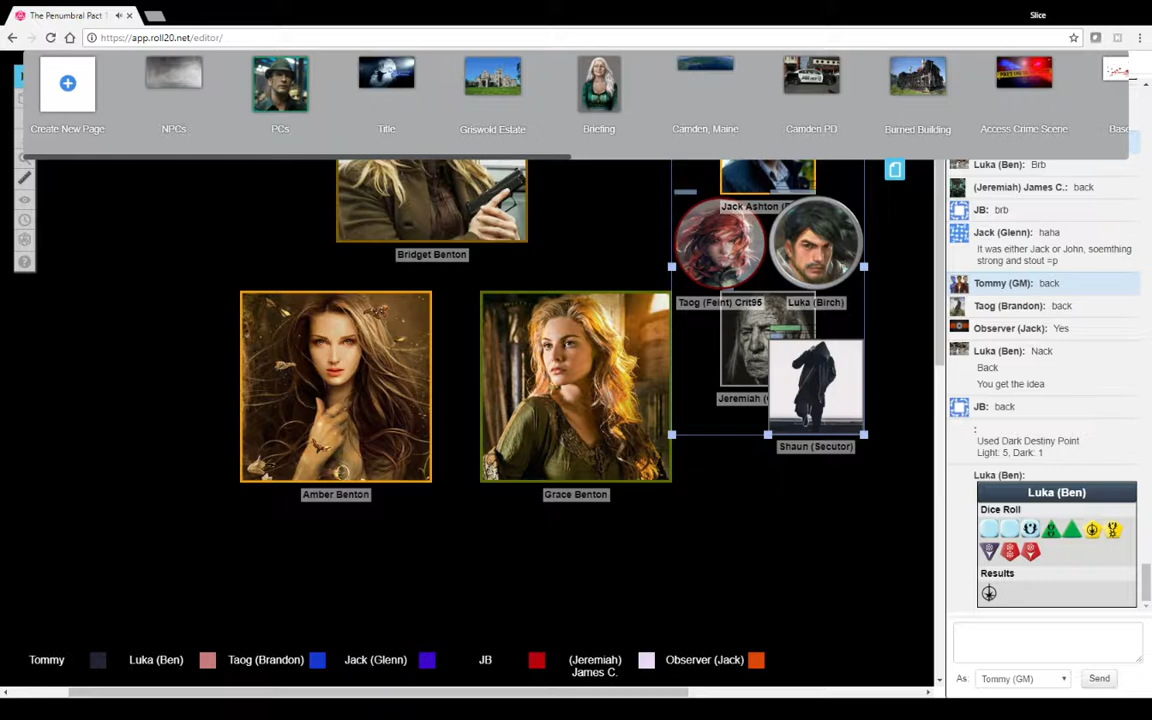 The Penumbral Pact
Slice
https://app.roll20.net/editor/
Create New Page
NPCs
PCs
Title
Griswold Estate
Briefing
Camden, Maine
Camden PD
Burned Building
Access Crime Scene
Base
Bridget Benton
Jack Ashton
Taog (Feint) Crit95
Luka (Birch)
Jeremiah (
Shaun (Secutor)
Amber Benton
Grace Benton
Luka (Ben): Brb
(Jeremiah) James C.: back
JB: brb
Jack (Glenn): haha
It was either Jack or John, soemthing
strong and stout =p
Tommy (GM): back
Taog (Brandon): back
Observer (Jack): Yes
Luka (Ben): Nack
Back
You get the idea
JB: back
:
Used Dark Destiny Point
Light: 5, Dark: 1
Luka (Ben):
Luka (Ben)
Dice Roll
Results
Tommy
Luka (Ben)
Taog (Brandon)
Jack (Glenn)
JB
(Jeremiah)
James C.
Observer (Jack)
As:
Tommy (GM)
Send